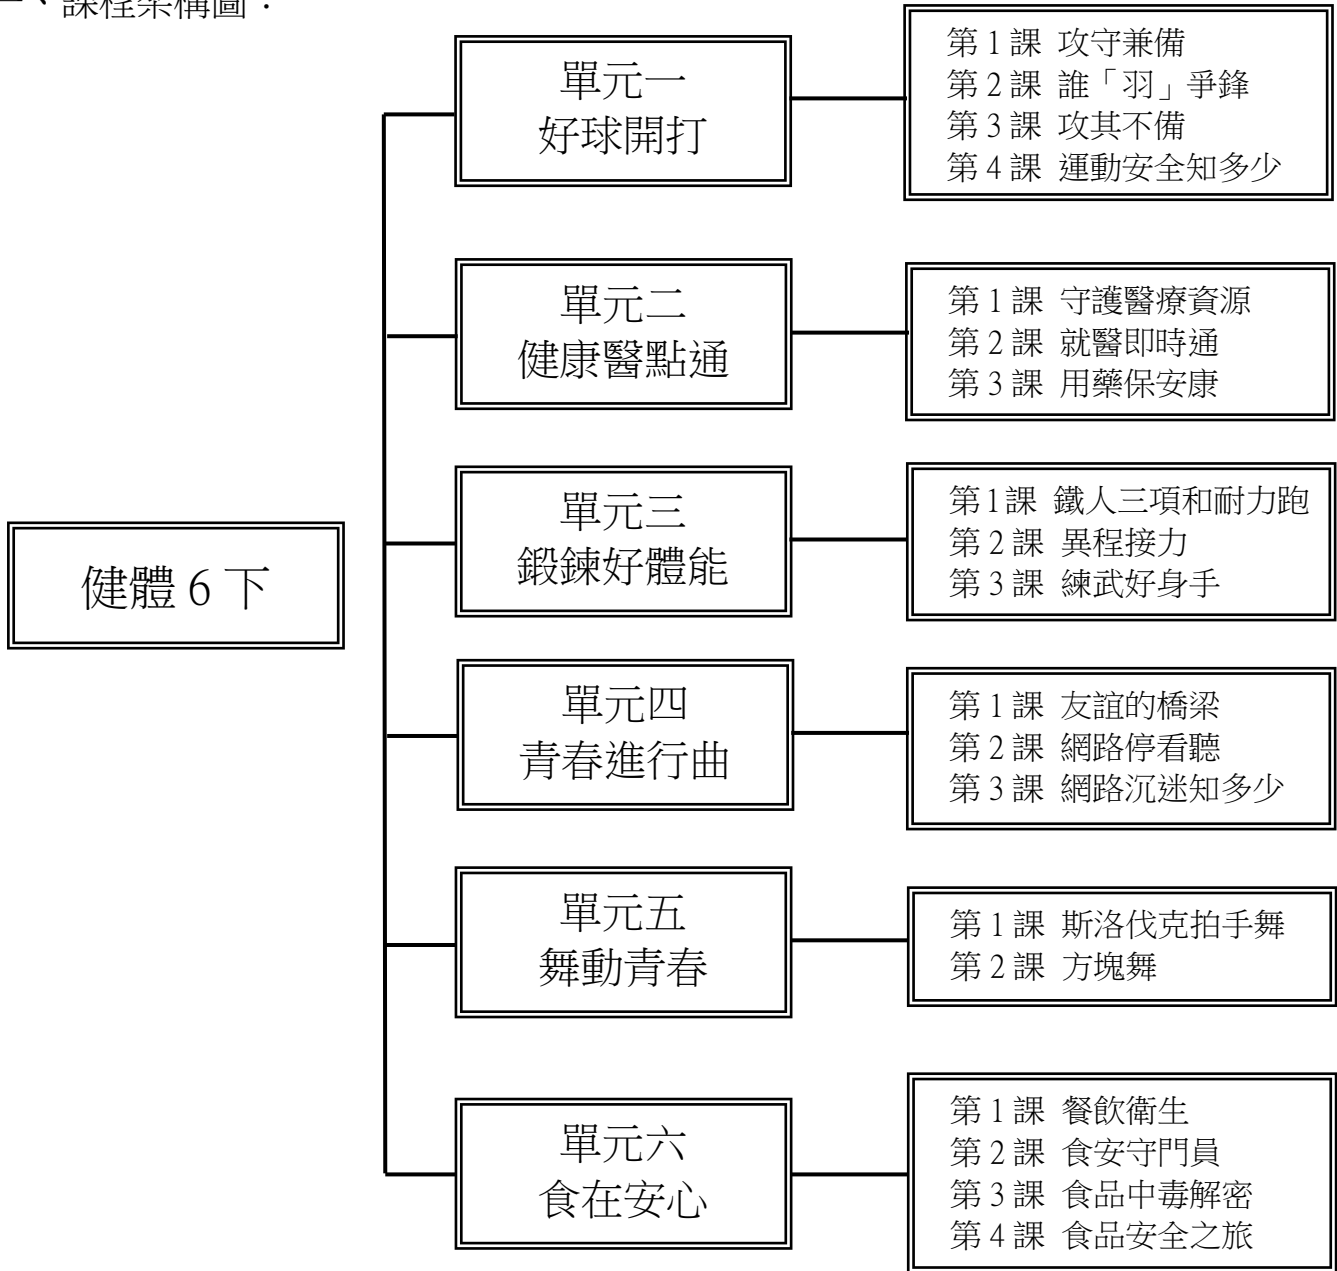 、課程架構圖：
健體 6 下
單元一
好球開打
第 1 課 攻守兼備
第 2 課 誰「羽」爭鋒
第 3 課 攻其不備
第 4 課 運動安全知多少
單元二
健康醫點通
第 1 課 守護醫療資源
第 2 課 就醫即時通
第 3 課 用藥保安康
單元三
鍛鍊好體能
第 1 課 鐵人三項和耐力跑
第 2 課 異程接力
第 3 課 練武好身手
單元四
青春進行曲
第 1 課 友誼的橋梁
第 2 課 網路停看聽
第 3 課 網路沉迷知多少
單元五
舞動青春
第 1 課 斯洛伐克拍手舞
第 2 課 方塊舞
單元六
食在安心
第 1 課 餐飲衛生
第 2 課 食安守門員
第 3 課 食品中毒解密
第 4 課 食品安全之旅